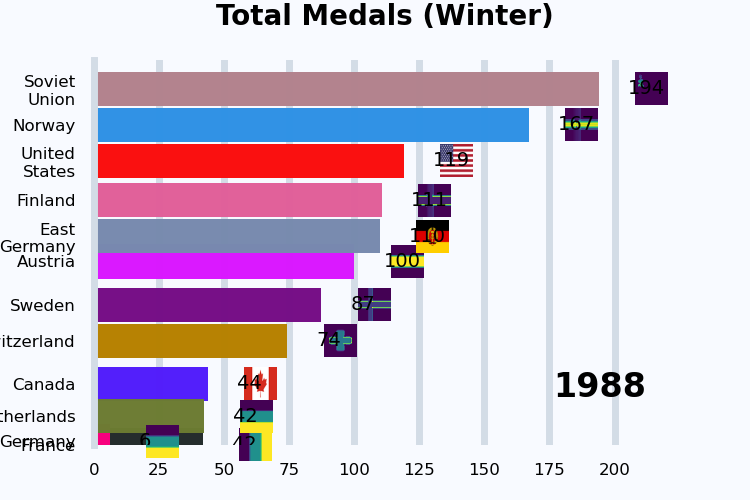 Total Medals (Winter)
Soviet
Union
194
Norway
167
United
States
119
Finland
111
East
Germany
110
Austria
100
Sweden
87
itzerland
74
Canada
44
1988
therlands
42
Germany
6
France
42
0 25 50 75 100 125 150 175 200